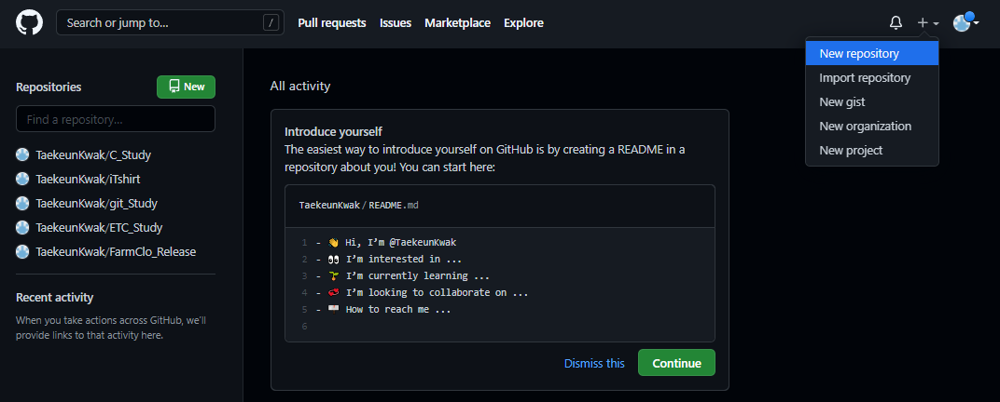 Search or jump to... /
Pull requests Issues Marketplace Explore
New repository
Import repository
New gist
New organization
New project
Repositories New
Find a repository...
TaekeunKwak/C_Study
TaekeunKwak/iTshirt
TaekeunKwak/git_Study
TaekeunKwak/ETC_Study
TaekeunKwak/FarmClo_Release
Recent activity
When you take actions across GitHub, we'll
provide links to that activity here.
All activity
Introduce yourself
The easiest way to introduce yourself on GitHub is by creating a README in a
repository about you! You can start here:
TaekeunKwak / README.md
1 - 👋 Hi, I’m @TaekeunKwak
2 - 👀 I’m interested in ...
3 - 🌱 I’m currently learning ...
4 - 💞️ I’m looking to collaborate on ...
5 - 📖 How to reach me ...
6
Dismiss this Continue